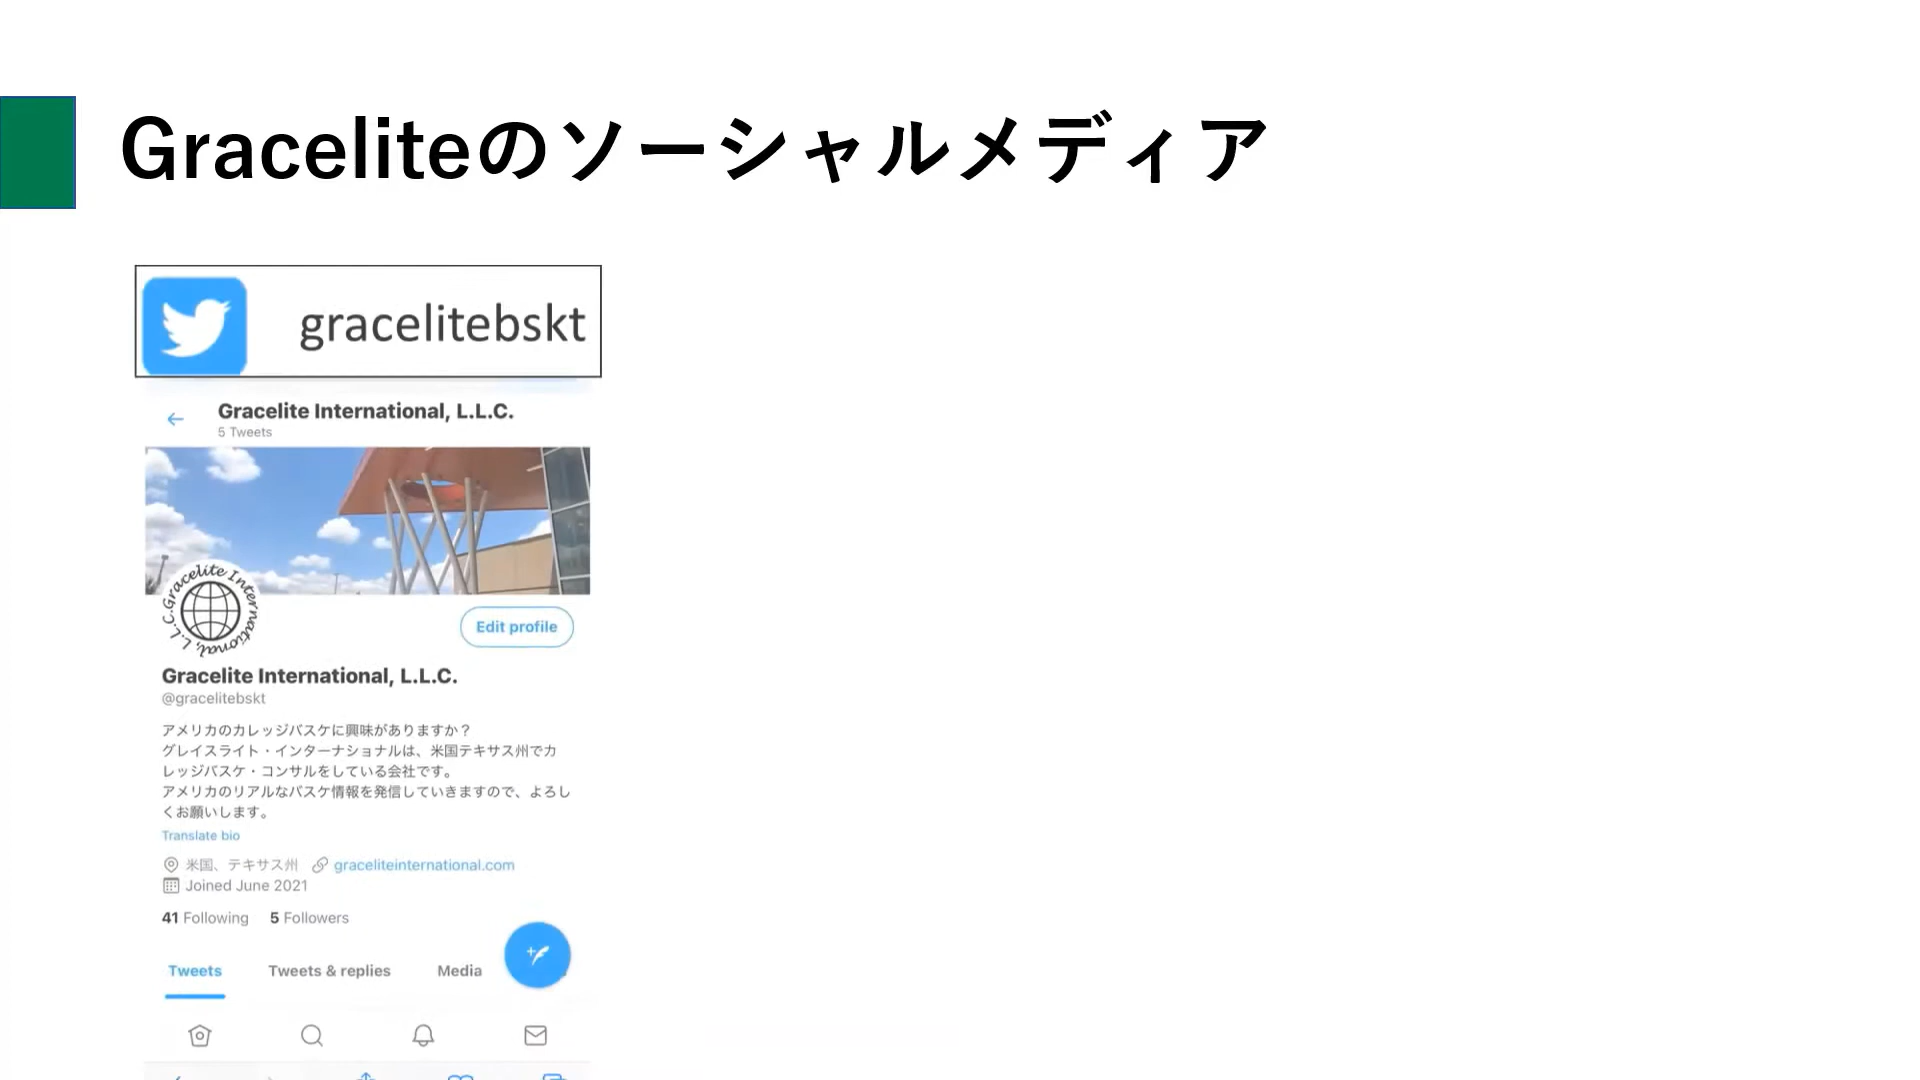 Graceliteのソーシャルメディア
gracelitebskt
Gracelite International, L.L.C.
5 Tweets
Gracelite International, L.L.C.
Edit profile
Gracelite International, L.L.C.
@gracelitebskt
アメリカのカレッジバスケに興味がありますか？
グレイスライト・インターナショナルは、米国テキサス州でカ
レッジバスケ・コンサルをしている会社です。
アメリカのリアルなバスケ情報を発信していきますので、よろし
くお願いします。
Translate bio
米国、テキサス州 graceliteinternational.com
Joined June 2021
41 Following 5 Followers
Tweets Tweets & replies Media